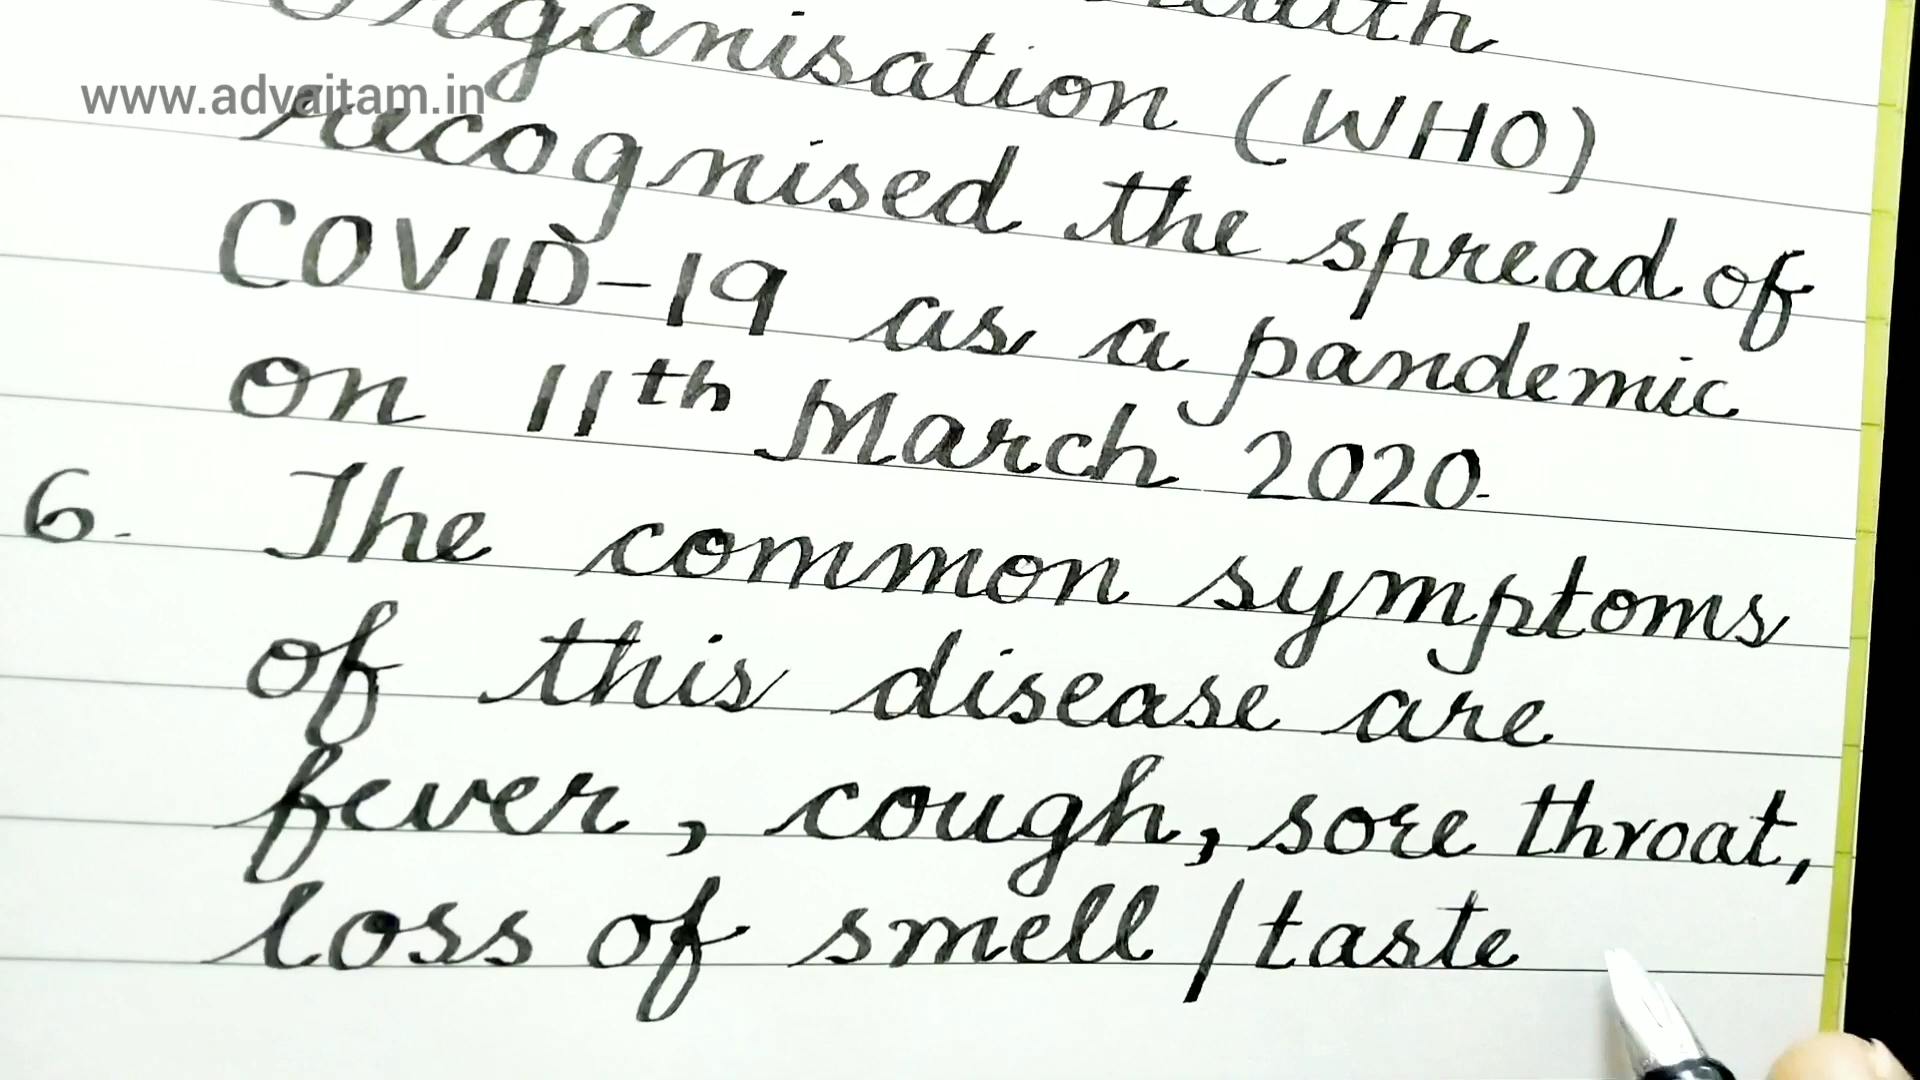 Organisation (WHO)
www.advaitam.in
recognised the spread of
COVID-19 as a pandemic
on 11th March 2020.
6. The common symptoms
of this disease are
fever, cough, sore throat,
loss of smell/taste